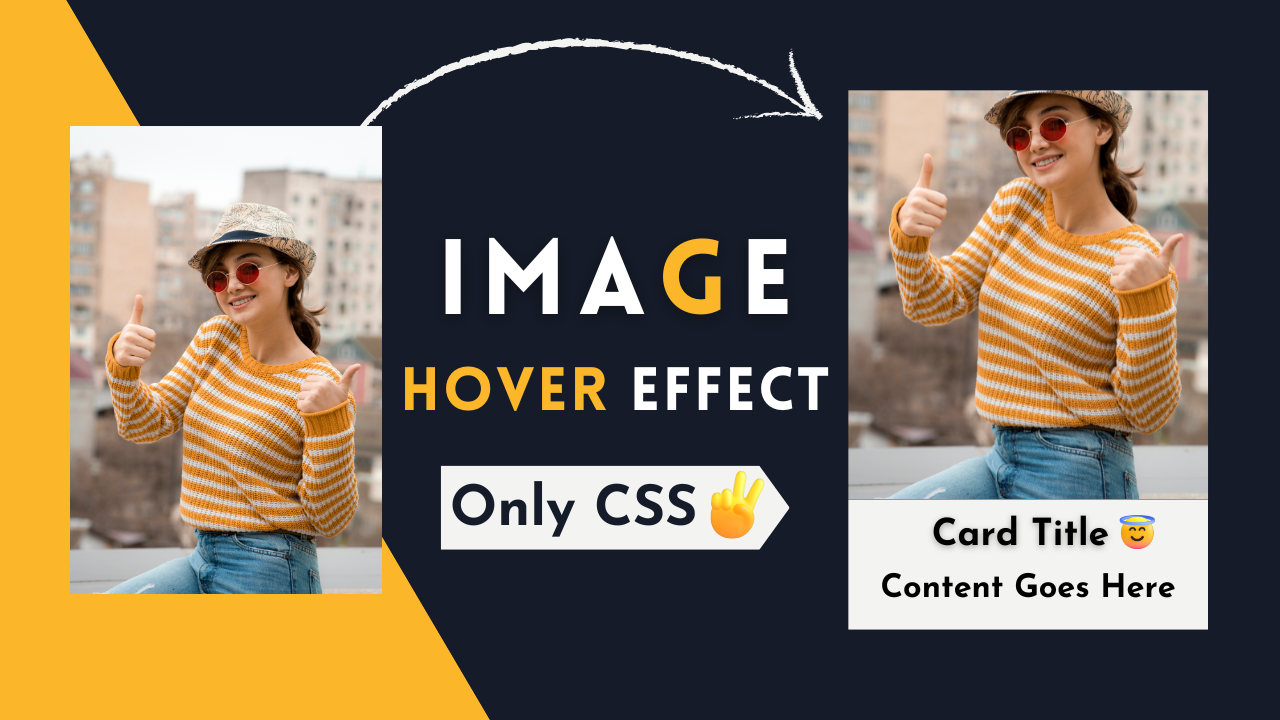 IMAGE
HOVER EFFECT
Only CSS ✌
Card Title 😇
Content Goes Here